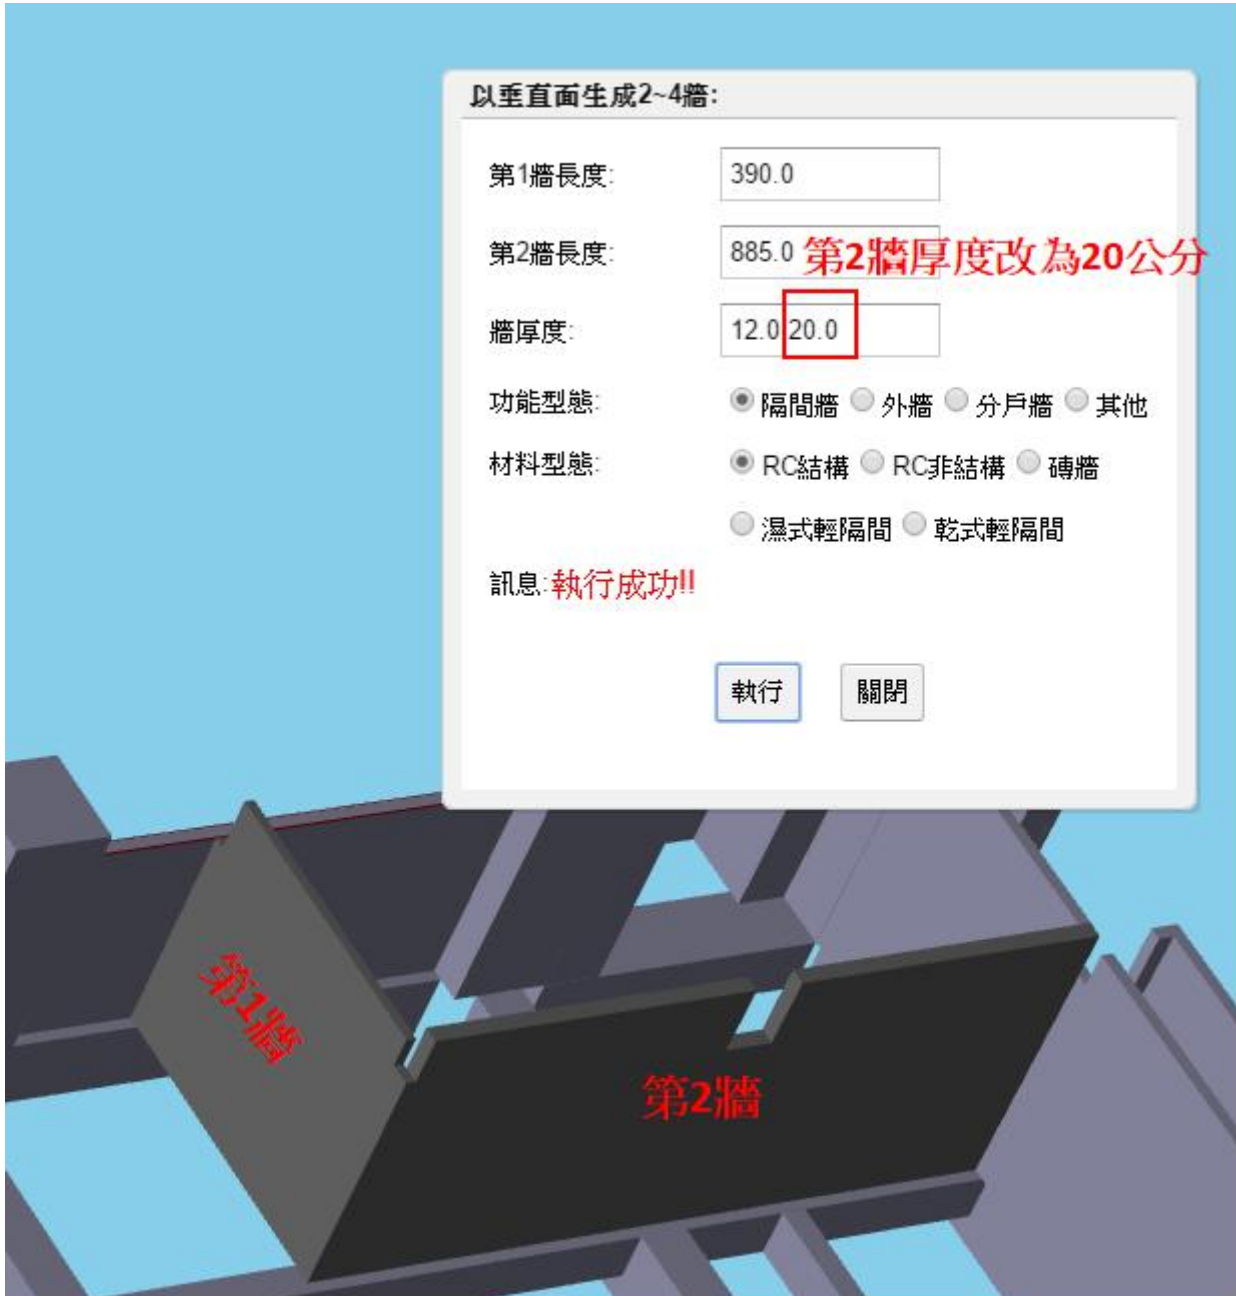 以垂直面生成2~4牆:
第1牆長度: 390.0
第2牆長度: 885.0 第2牆厚度改為20公分
牆厚度: 12.0 20.0
功能型態: 隔間牆 外牆 分戶牆 其他
材料型態: RC結構 RC非結構 磚牆
濕式輕隔間 乾式輕隔間
訊息:執行成功!!
執行 關閉
第1牆
第2牆